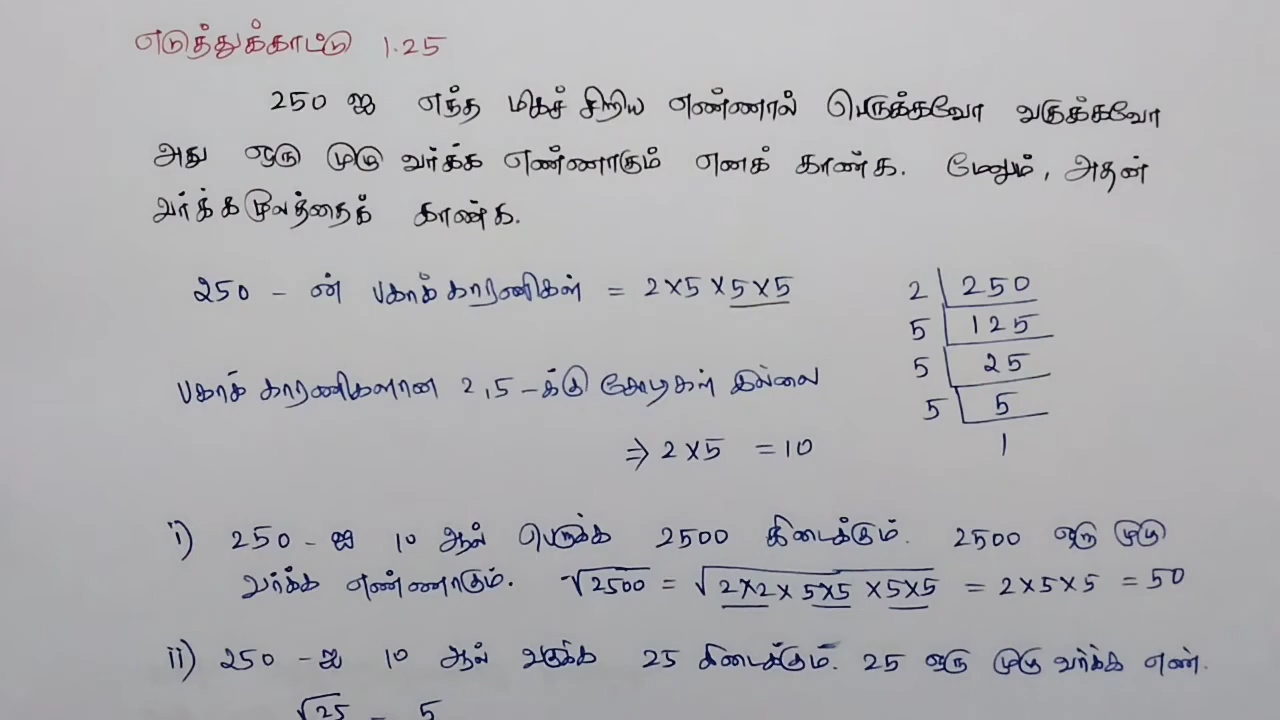 எடுத்துக்காட்டு 1.25
250 ஐ எந்த மிகச் சிறிய எண்ணால் பெருக்கவோ வகுக்கவோ
அது ஒரு முழு வர்க்க எண்ணாகும் எனக் காண்க. மேலும், அதன்
வர்க்கமூலத்தைக் காண்க.
250 - ன் பகாக் காரணிகள் = 2×5×5×5
2 250
5 125
5 25
5 5
1
பகாக் காரணிகளான 2,5-க்கு ஜோடிகள் இல்லை
⇒ 2×5 = 10
i) 250 - ஐ 10 ஆல் பெருக்க 2500 கிடைக்கும். 2500 ஒரு முழு
வர்க்க எண்ணாகும். √2500 = √2×2×5×5×5×5 = 2×5×5 = 50
ii) 250 - ஐ 10 ஆல் வகுக்க 25 கிடைக்கும். 25 ஒரு முழு வர்க்க எண்.
√25 = 5